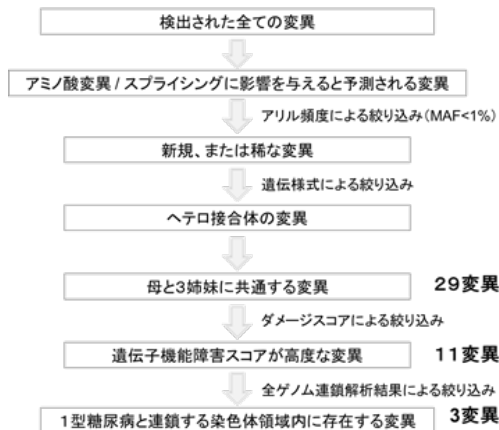 検出された全ての変異
アミノ酸変異 / スプライシングに影響を与えると予測される変異
アリル頻度による絞り込み(MAF<1%)
新規、または稀な変異
遺伝様式による絞り込み
ヘテロ接合体の変異
母と3姉妹に共通する変異 29変異
ダメージスコアによる絞り込み
遺伝子機能障害スコアが高度な変異 11変異
全ゲノム連鎖解析結果による絞り込み
1型糖尿病と連鎖する染色体領域内に存在する変異 3変異